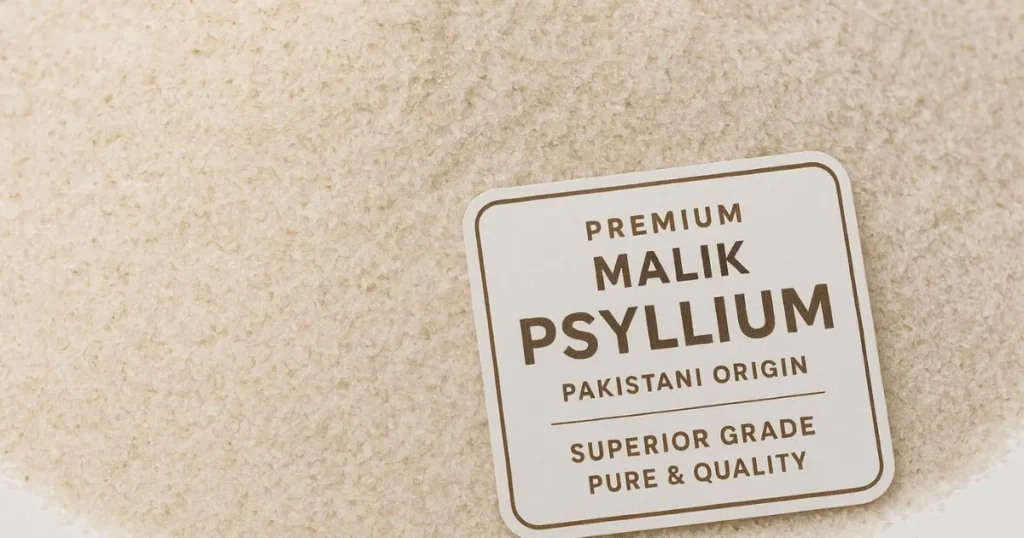 PREMIUM
MALIK
PSYLLIUM
PAKISTANI ORIGIN
SUPERIOR GRADE
PURE & QUALITY